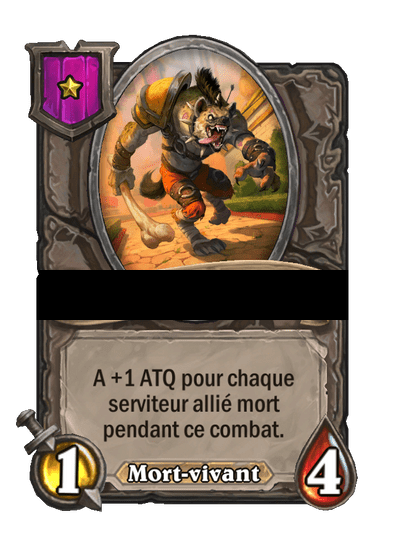 A +1 ATQ pour chaque
serviteur allié mort
pendant ce combat.
1
Mort-vivant
4